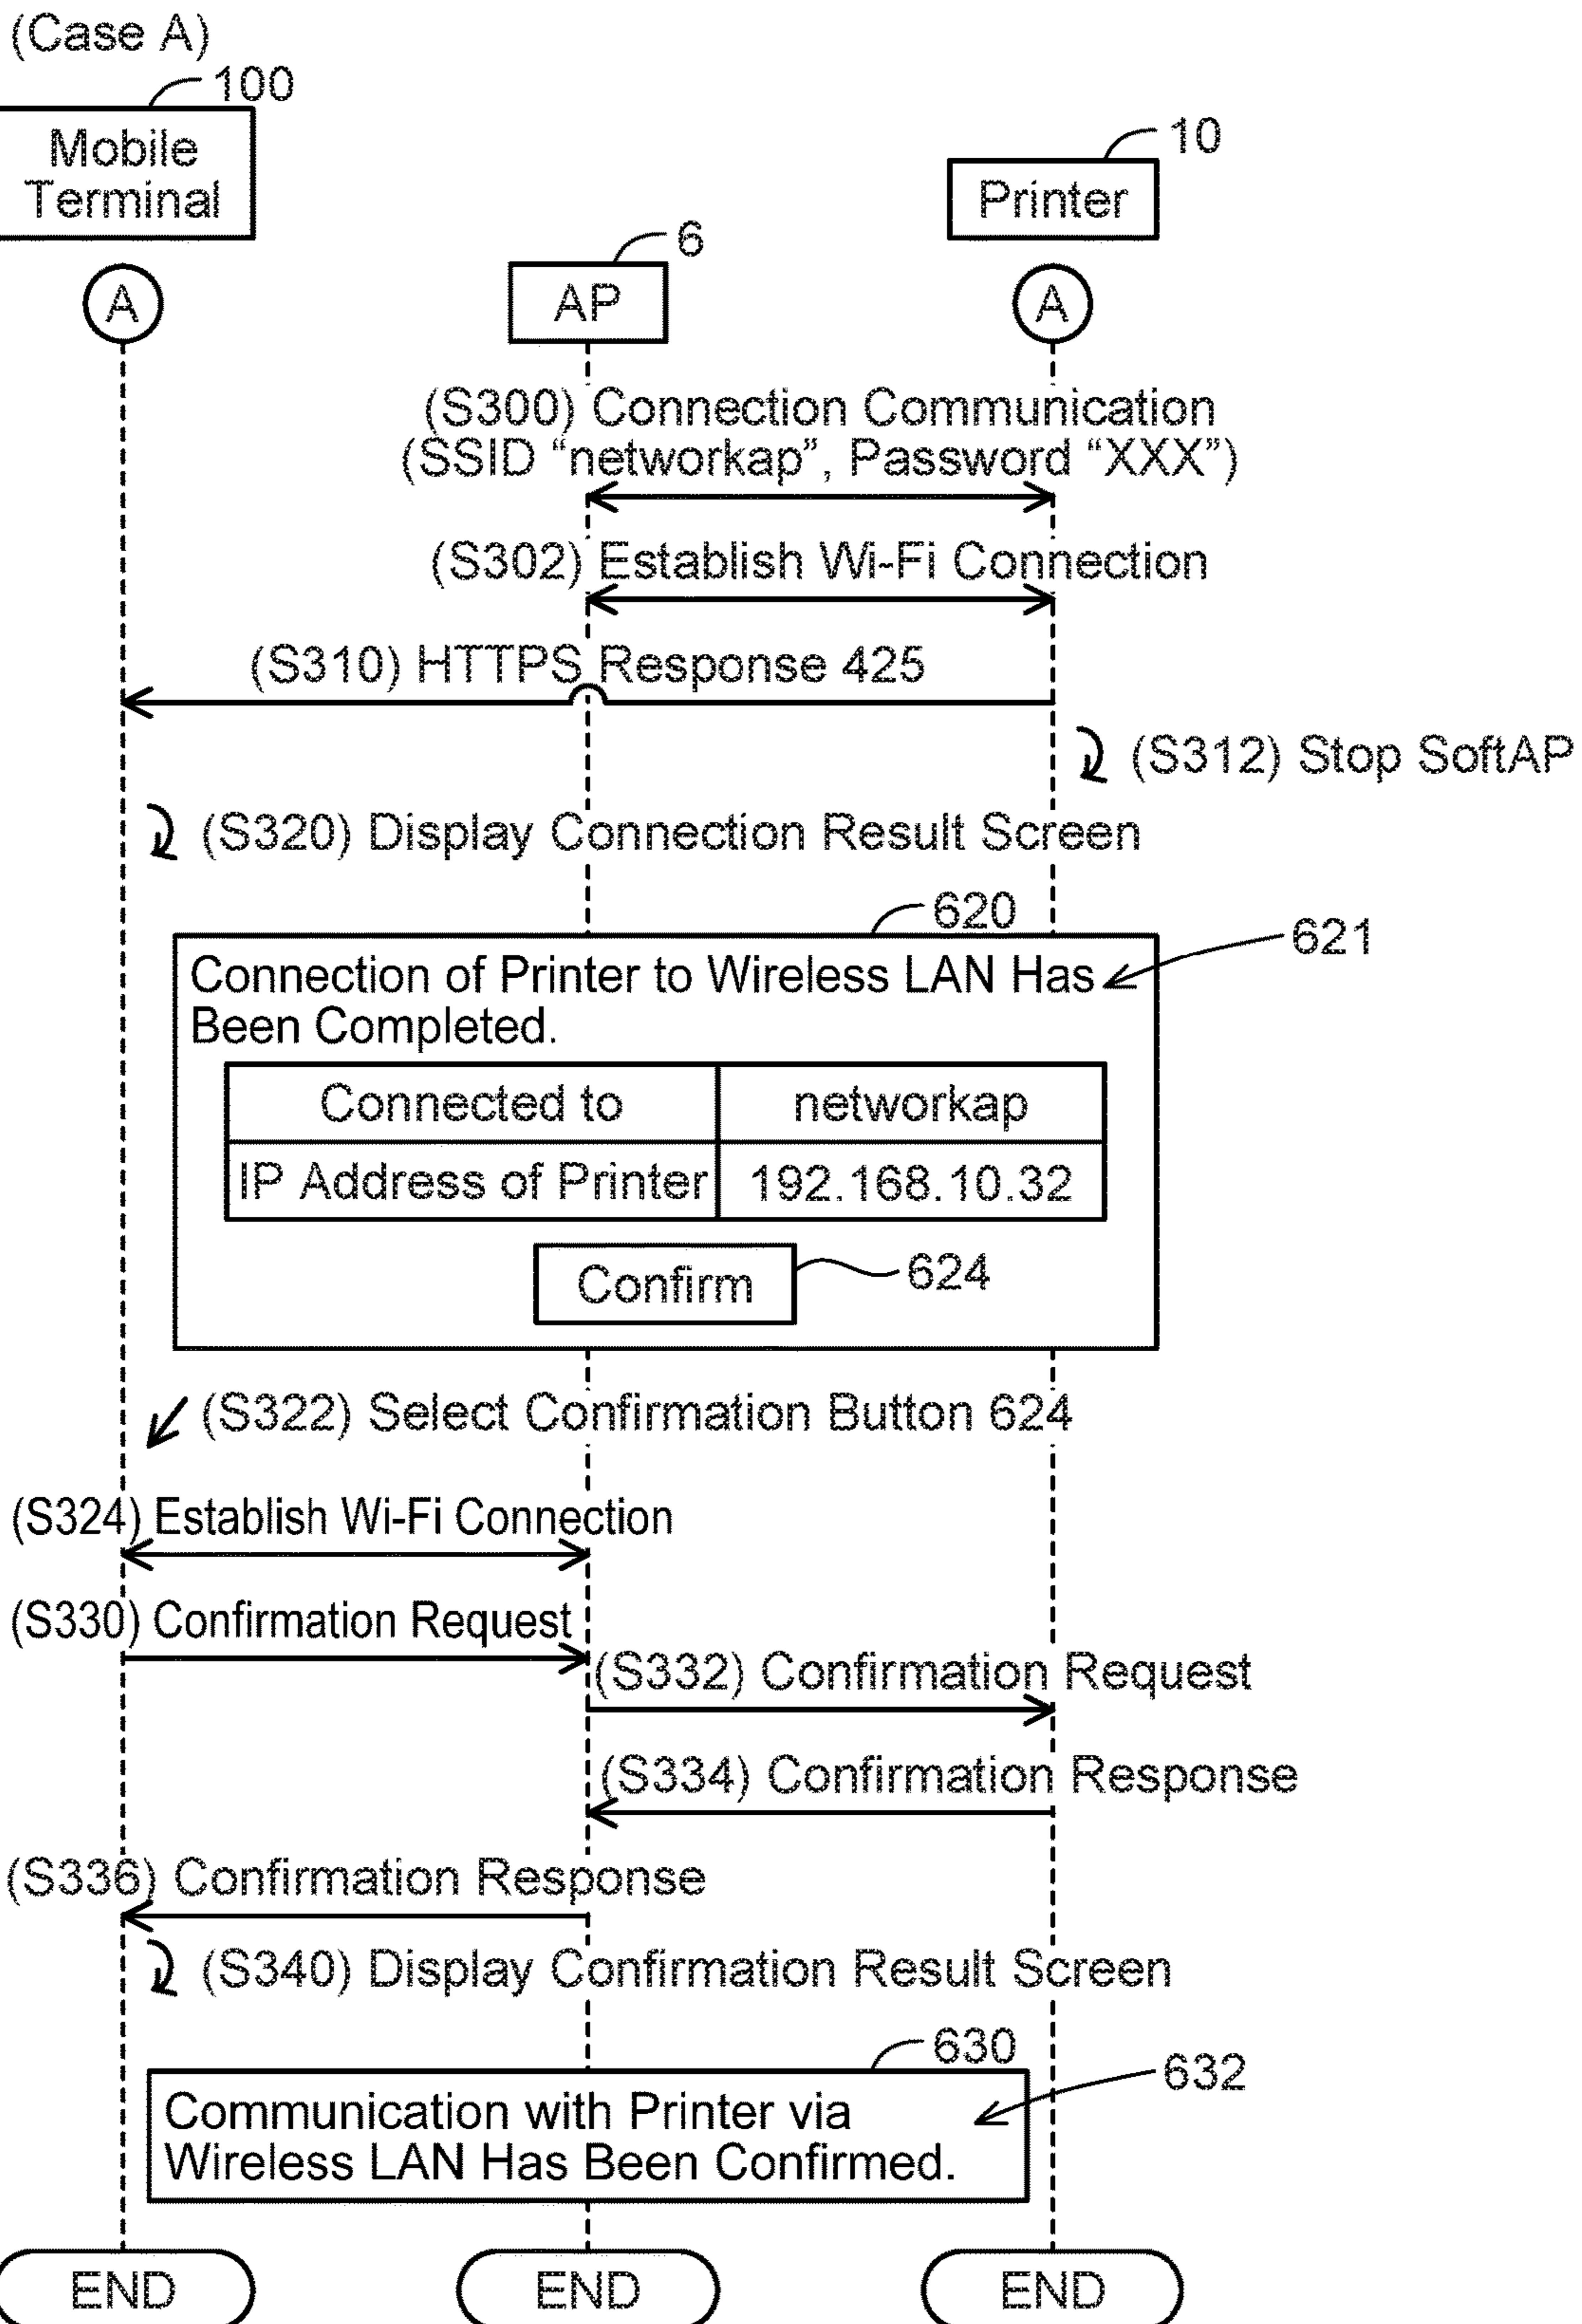 (Case A)
100
Mobile
Terminal
10
Printer
6
AP
A
A
(S300) Connection Communication
(SSID “networkap”, Password “XXX”)
(S302) Establish Wi-Fi Connection
(S310) HTTPS Response 425
(S312) Stop SoftAP
(S320) Display Connection Result Screen
620
621
Connection of Printer to Wireless LAN Has
Been Completed.
Connected to networkap
IP Address of Printer 192.168.10.32
Confirm
624
(S322) Select Confirmation Button 624
(S324) Establish Wi-Fi Connection
(S330) Confirmation Request
(S332) Confirmation Request
(S334) Confirmation Response
(S336) Confirmation Response
(S340) Display Confirmation Result Screen
630
632
Communication with Printer via
Wireless LAN Has Been Confirmed.
END
END
END